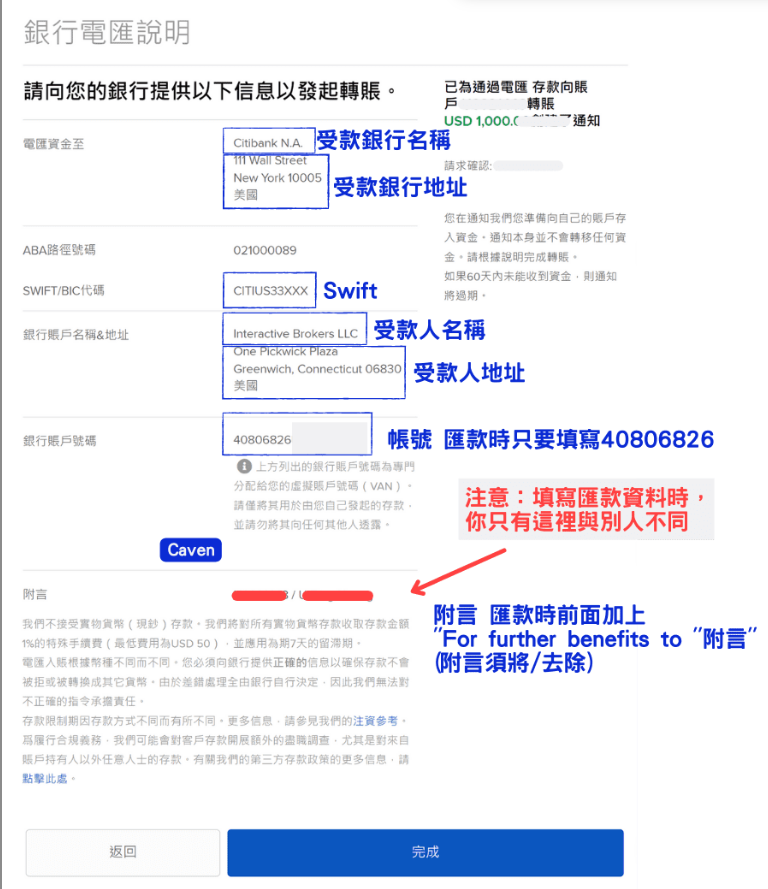 銀行電匯說明
請向您的銀行提供以下信息以發起轉賬。
電匯資金至
Citibank N.A.
受款銀行名稱
111 Wall Street
New York 10005
美國
受款銀行地址
ABA路徑號碼
021000089
SWIFT/BIC代碼
CITIUS33XXX
Swift
銀行賬戶名稱&地址
Interactive Brokers LLC
受款人名稱
One Pickwick Plaza
Greenwich, Connecticut 06830
美國
受款人地址
銀行賬戶號碼
40806826
帳號 匯款時只要填寫40806826
上方列出的銀行賬戶號碼為專門
分配給您的虛擬賬戶號碼（VAN）。
請僅將其用於由您自己發起的存款，
並請勿將其向任何其他人透露。
Caven
注意：填寫匯款資料時，
你只有這裡與別人不同
附言
/ U
附言 匯款時前面加上
"For further benefits to "附言"
(附言須將/去除)
我們不接受實物貨幣（現鈔）存款。我們將對所有實物貨幣存款收取存款金額
1%的特殊手續費（最低費用為USD 50），並應用為期7天的留滯期。
電匯入賬根據幣種不同而不同。您必須向銀行提供正確的信息以確保存款不會
被拒或被轉換成其它貨幣。由於差錯處理全由銀行自行決定，因此我們無法對
不正確的指令承擔責任。
存款限制期因存款方式不同而有所不同。更多信息，請參見我們的注資參考。
爲履行合規義務，我們可能會對客戶存款開展額外的盡職調查，尤其是對來自
賬戶持有人以外任意人士的存款。有關我們的第三方存款政策的更多信息，請
點擊此處。
已為通過電匯 存款向賬
戶 轉賬
USD 1,000.0 創建了通知
請求確認:
您在通知我們您準備向自己的賬戶存
入資金。通知本身並不會轉移任何資
金。請根據說明完成轉賬。
如果60天內未能收到資金，則通知
將過期。
返回
完成